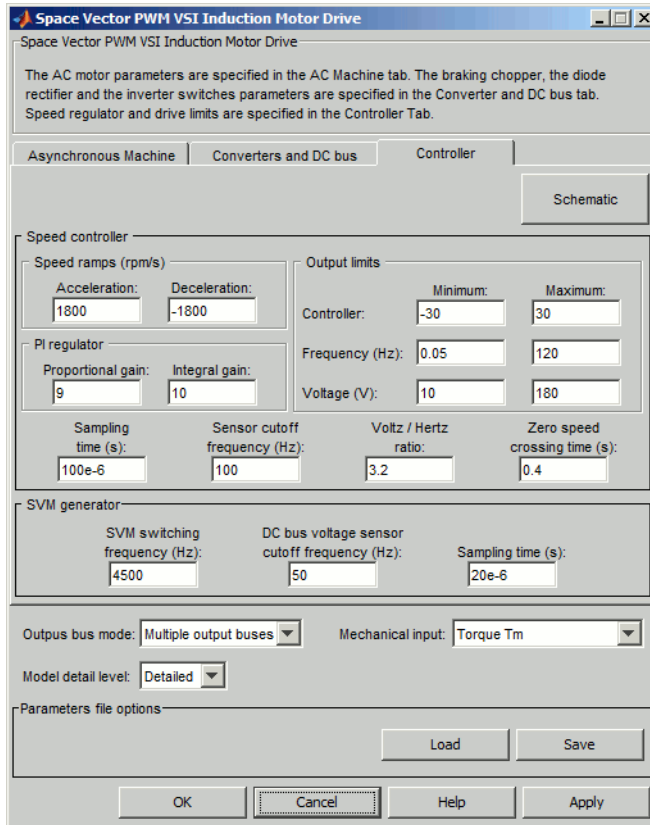 Space Vector PWM VSI Induction Motor Drive
Space Vector PWM VSI Induction Motor Drive
The AC motor parameters are specified in the AC Machine tab. The braking chopper, the diode
rectifier and the inverter switches parameters are specified in the Converter and DC bus tab.
Speed regulator and drive limits are specified in the Controller Tab.
Asynchronous Machine Converters and DC bus Controller
Schematic
Speed controller
Speed ramps (rpm/s) Output limits
Acceleration: Deceleration: Minimum: Maximum:
1800 -1800 Controller: -30 30
PI regulator
Frequency (Hz): 0.05 120
Proportional gain: Integral gain:
9 10 Voltage (V): 10 180
Sampling Sensor cutoff Voltz / Hertz Zero speed
time (s): frequency (Hz): ratio: crossing time (s):
100e-6 100 3.2 0.4
SVM generator
SVM switching DC bus voltage sensor
frequency (Hz): cutoff frequency (Hz): Sampling time (s):
4500 50 20e-6
Outpus bus mode: Multiple output buses Mechanical input: Torque Tm
Model detail level: Detailed
Parameters file options
Load Save
OK Cancel Help Apply